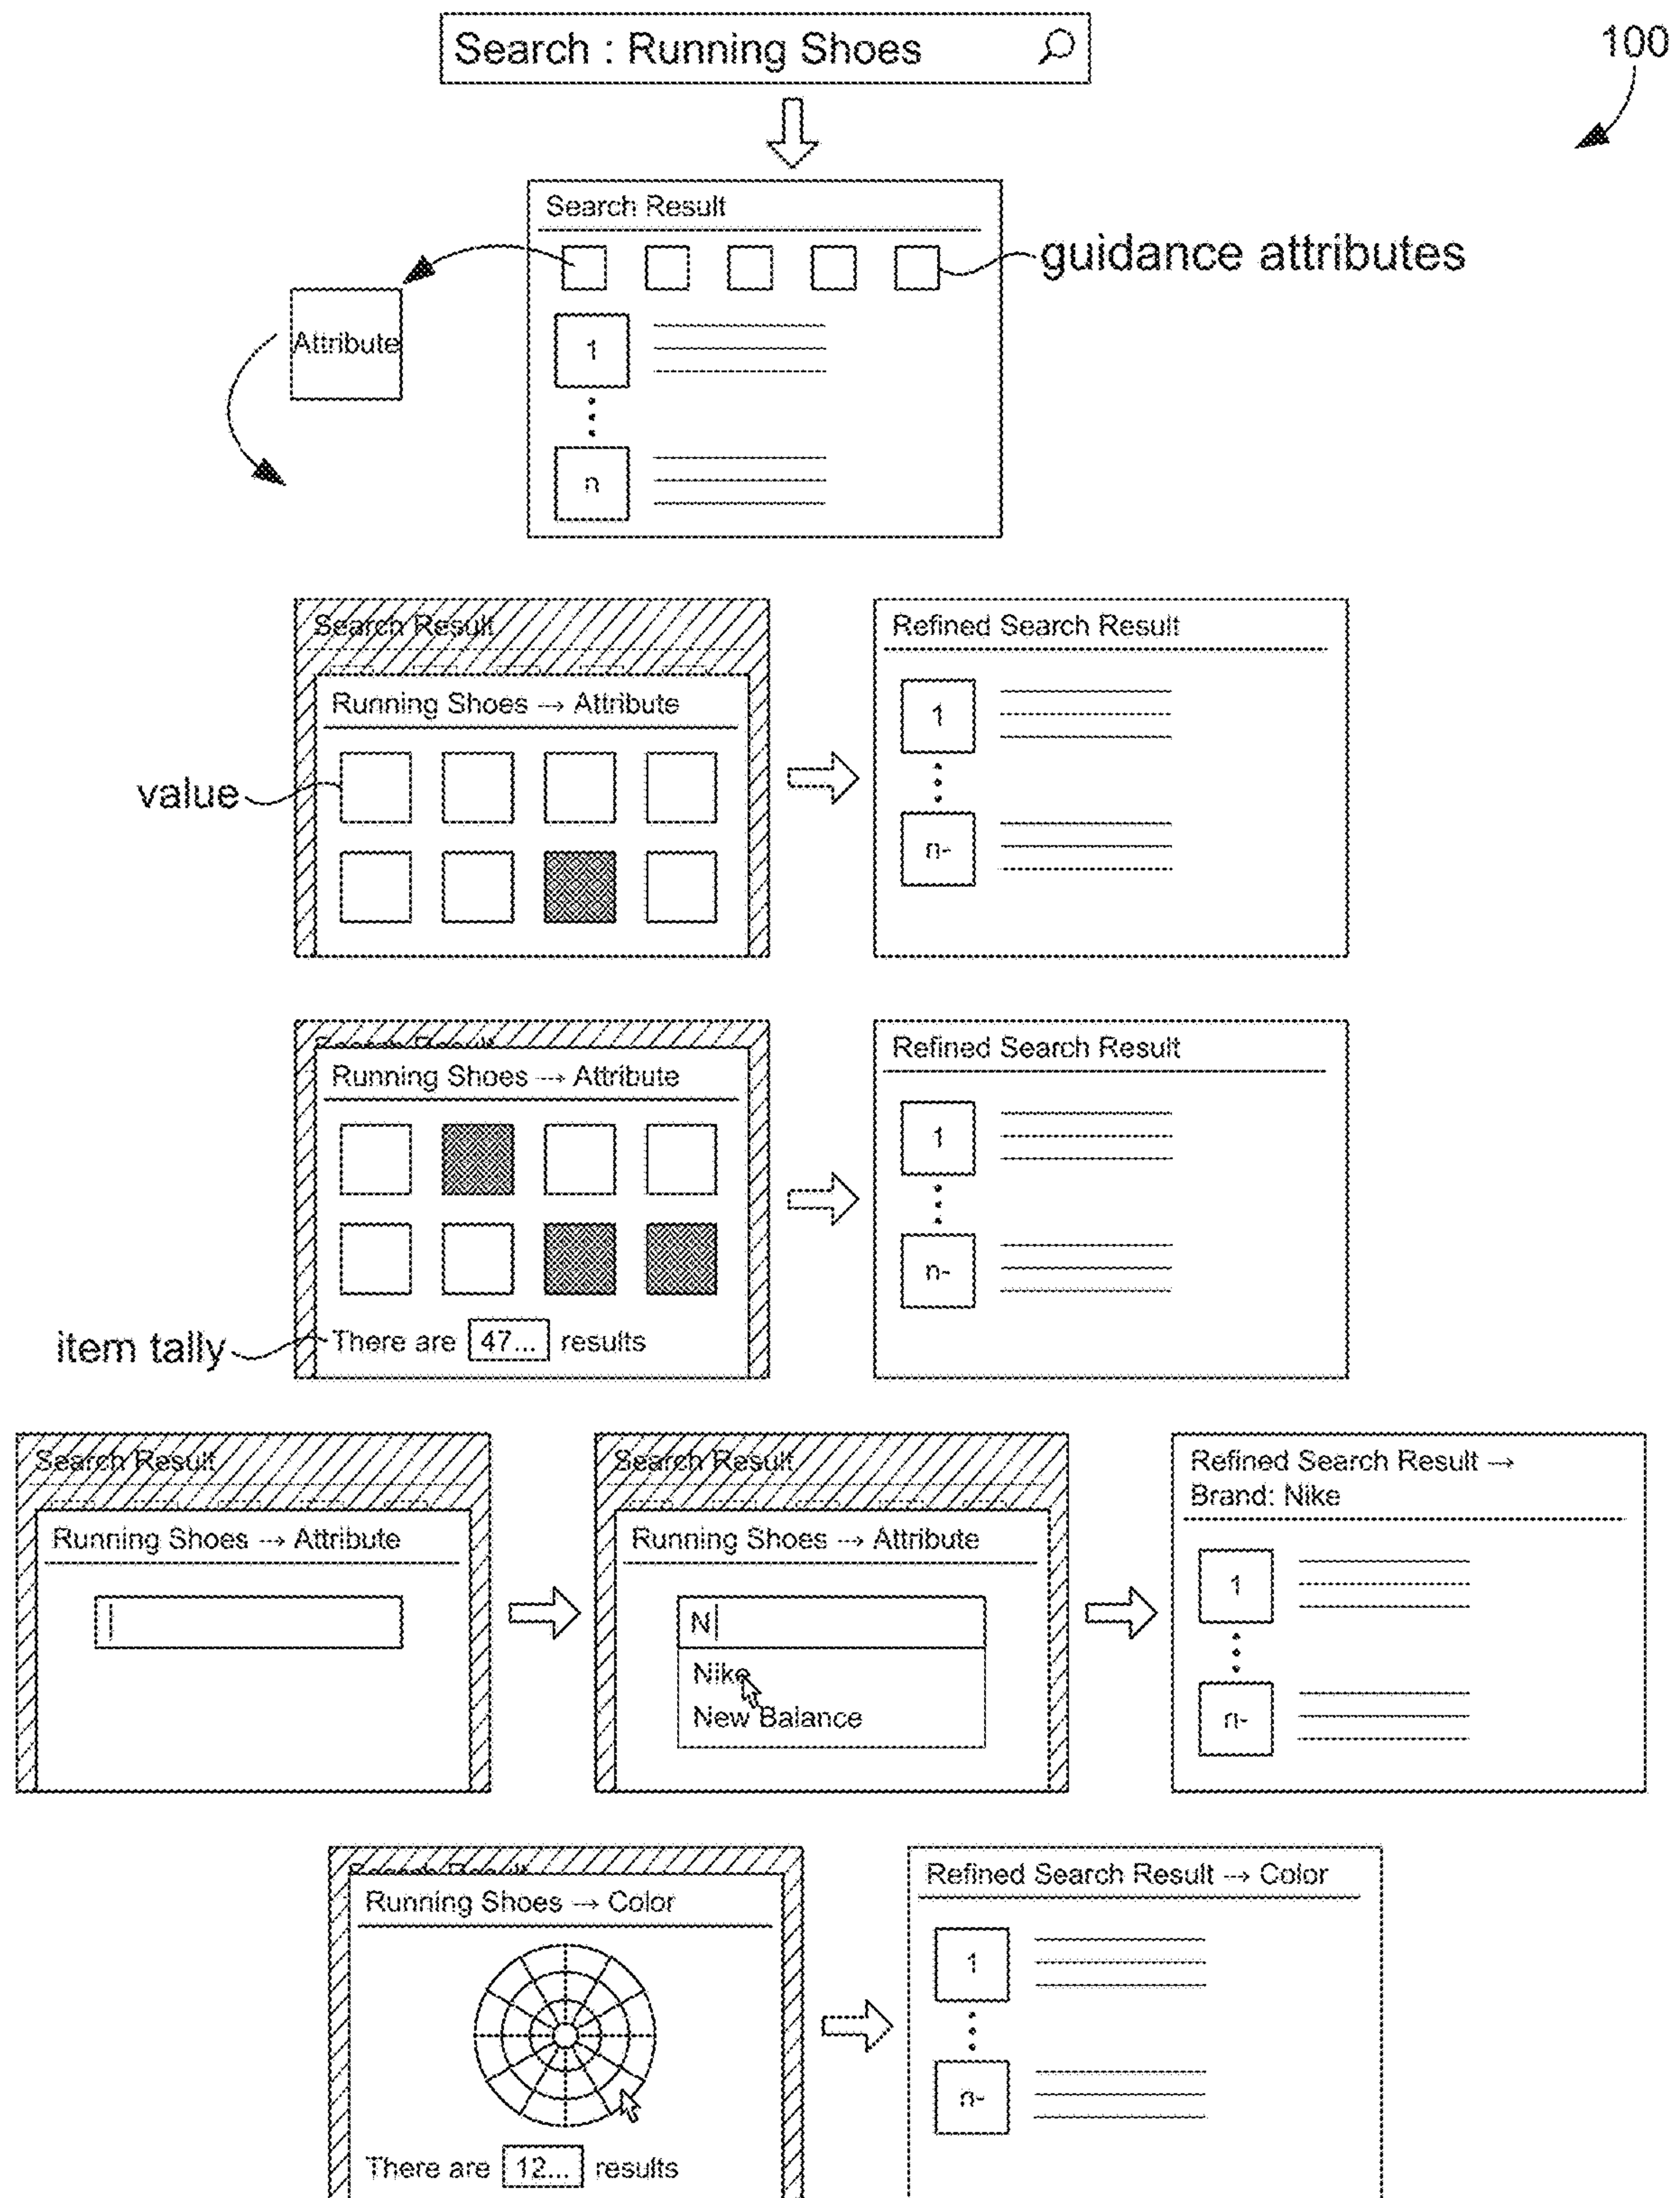 Search : Running Shoes
100
Search Result
guidance attributes
Attribute
1
n
Search Result
Running Shoes → Attribute
value
Refined Search Result
1
n-
Running Shoes → Attribute
item tally
There are 47... results
Refined Search Result
1
n-
Search Result
Running Shoes → Attribute
Search Result
Running Shoes → Attribute
N
Nike
New Balance
Refined Search Result →
Brand: Nike
1
n-
Running Shoes → Color
There are 12... results
Refined Search Result → Color
1
n-